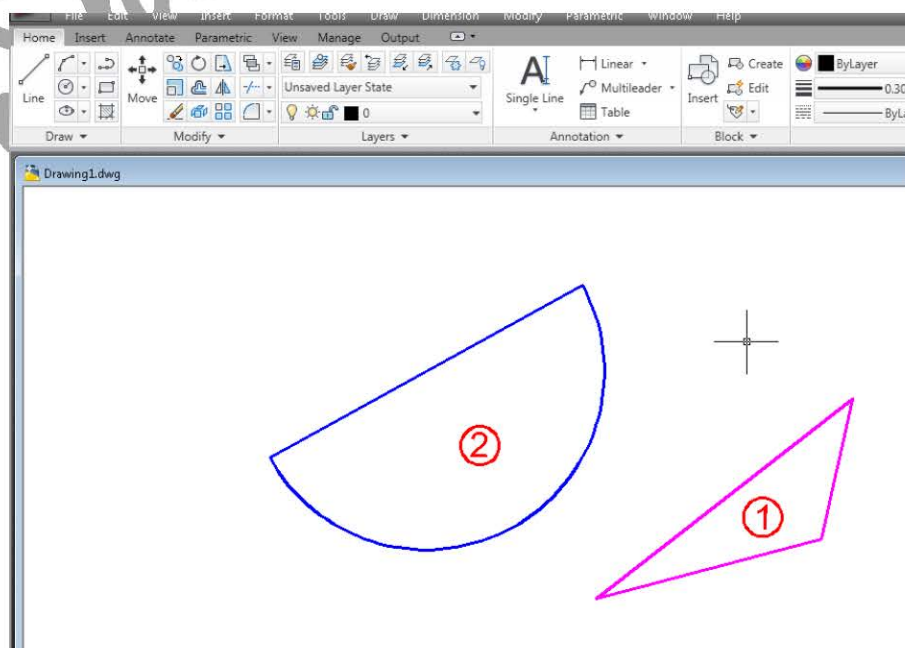 File Edit View Insert Format Tools Draw Dimension Modify Parametric Window Help
Home Insert Annotate Parametric View Manage Output
Line Move Unsaved Layer State 0 A Single Line Linear Multileader Table Insert Create Edit ByLayer 0.30
Draw Modify Layers Annotation Block
Drawing1.dwg
2
1